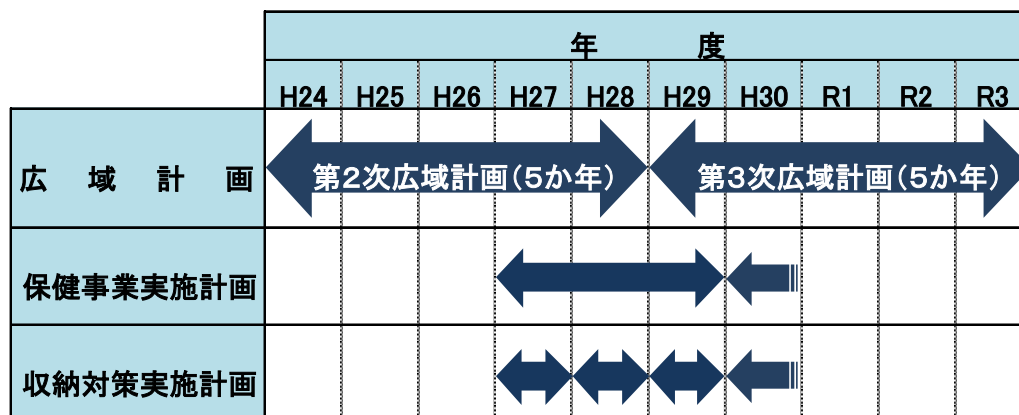 年 度
H24 H25 H26 H27 H28 H29 H30 R1 R2 R3
広 域 計 画
第2次広域計画(5か年) 第3次広域計画(5か年)
保健事業実施計画
収納対策実施計画